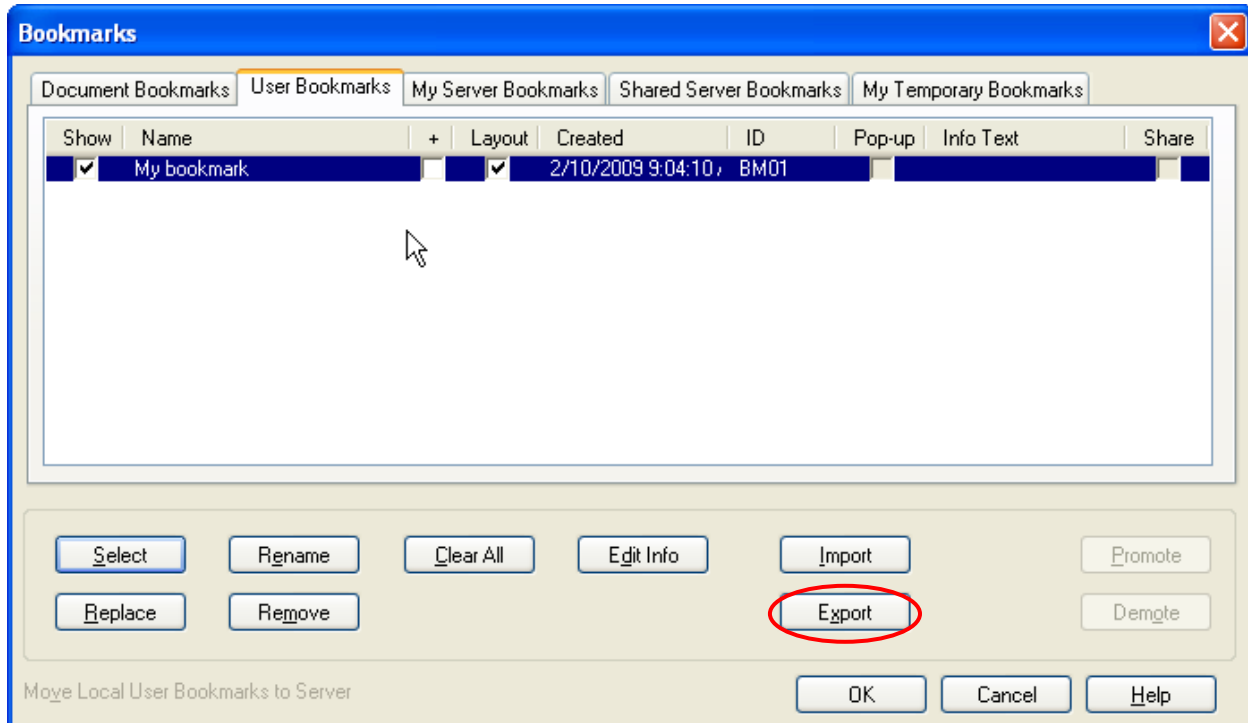 Bookmarks
Document Bookmarks User Bookmarks My Server Bookmarks Shared Server Bookmarks My Temporary Bookmarks
Show Name + Layout Created ID Pop-up Info Text Share
My bookmark 2/10/2009 9:04:10 BM01
Select Rename Clear All Edit Info Import Promote
Replace Remove Export Demote
Move Local User Bookmarks to Server
OK Cancel Help